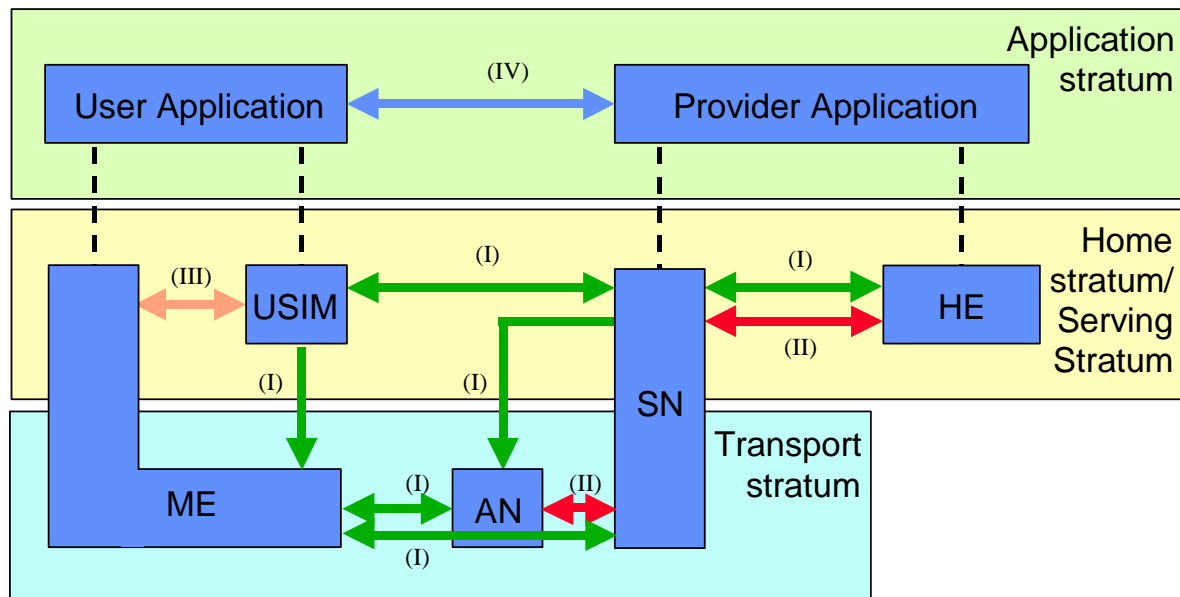 Application
stratum
(IV)
User Application
Provider Application
Home
stratum/
Serving
Stratum
(I)
(I)
(III)
USIM
HE
(II)
(I)
(I)
SN
Transport
stratum
ME
(I)
AN
(II)
(I)